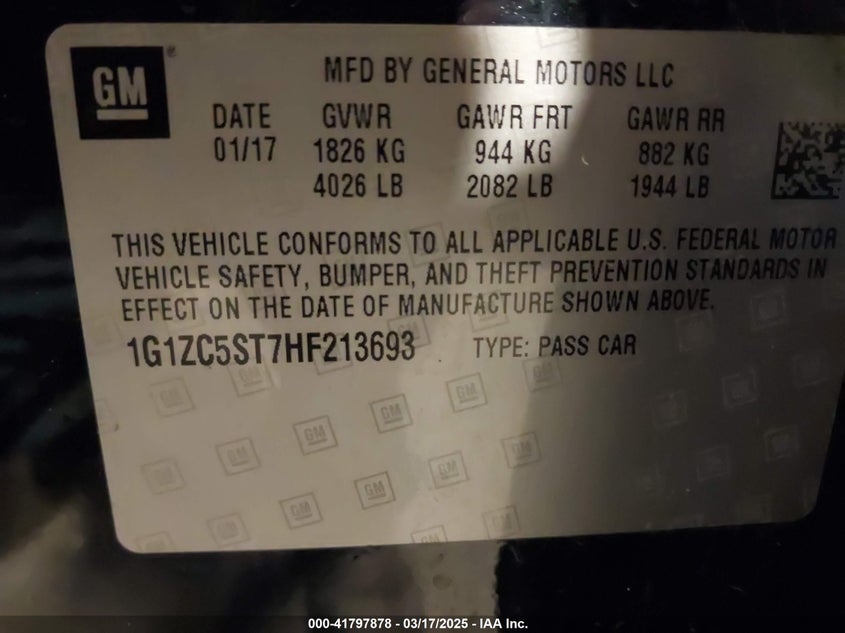 GM
®
MFD BY GENERAL MOTORS LLC
DATE GVWR GAWR FRT GAWR RR
01/17 1826 KG 944 KG 882 KG
4026 LB 2082 LB 1944 LB
THIS VEHICLE CONFORMS TO ALL APPLICABLE U.S. FEDERAL MOTOR
VEHICLE SAFETY, BUMPER, AND THEFT PREVENTION STANDARDS IN
EFFECT ON THE DATE OF MANUFACTURE SHOWN ABOVE.
1G1ZC5ST7HF213693 TYPE: PASS CAR
000-41797878 - 03/17/2025 - IAA Inc.